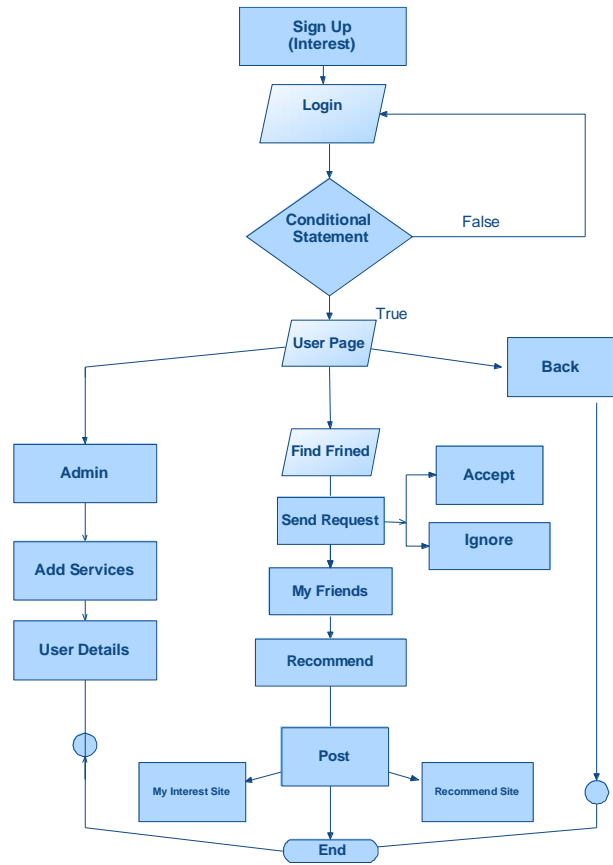 Sign Up
(Interest)
Login
Conditional
Statement
False
True
User Page
Back
Find Frined
Admin
Accept
Send Request
Ignore
Add Services
My Friends
User Details
Recommend
Post
My Interest Site
Recommend Site
End